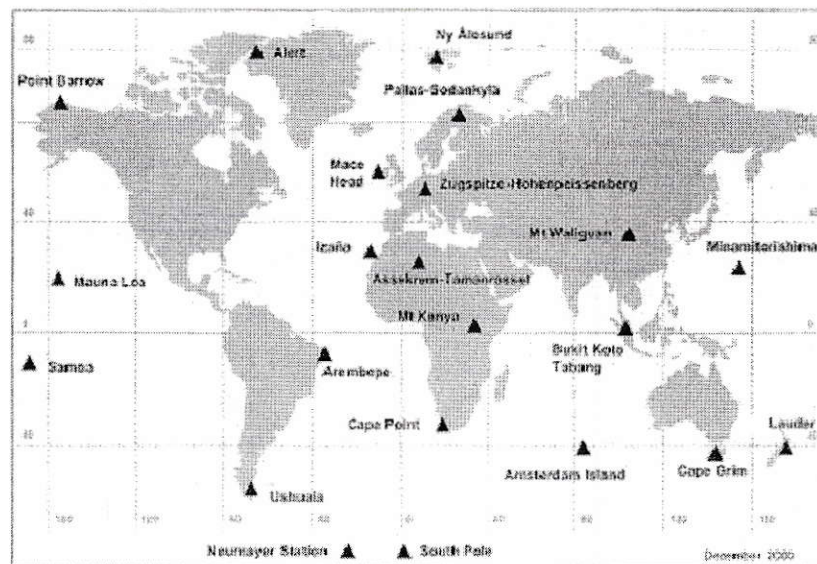 Ny Ålesund
Alert
Point Barrow
Pallas-Sodankyla
Mace
Head
Zugspitze-Hohenpeissenberg
Mt Waligvan
Izaña
Minamitorishima
Assekrem-Tamanrasset
Mauna Loa
Mt Kenya
Bukit Koto
Tabang
Samoa
Arembepe
Cape Point
Lauder
Amsterdam Island
Cape Grim
Ushuaia
Neumayer Station
South Pole
December 2000